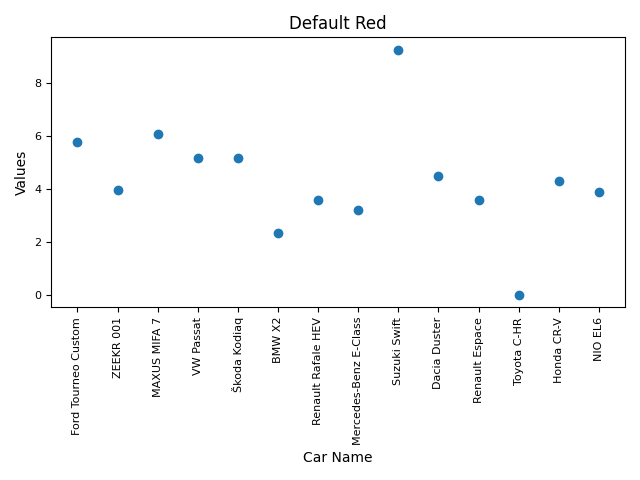 Default Red
Values
8
6
4
2
0
Ford Tourneo Custom
ZEEKR 001
MAXUS MIFA 7
VW Passat
Škoda Kodiaq
BMW X2
Renault Rafale HEV
Mercedes-Benz E-Class
Suzuki Swift
Dacia Duster
Renault Espace
Toyota C-HR
Honda CR-V
NIO EL6
Car Name